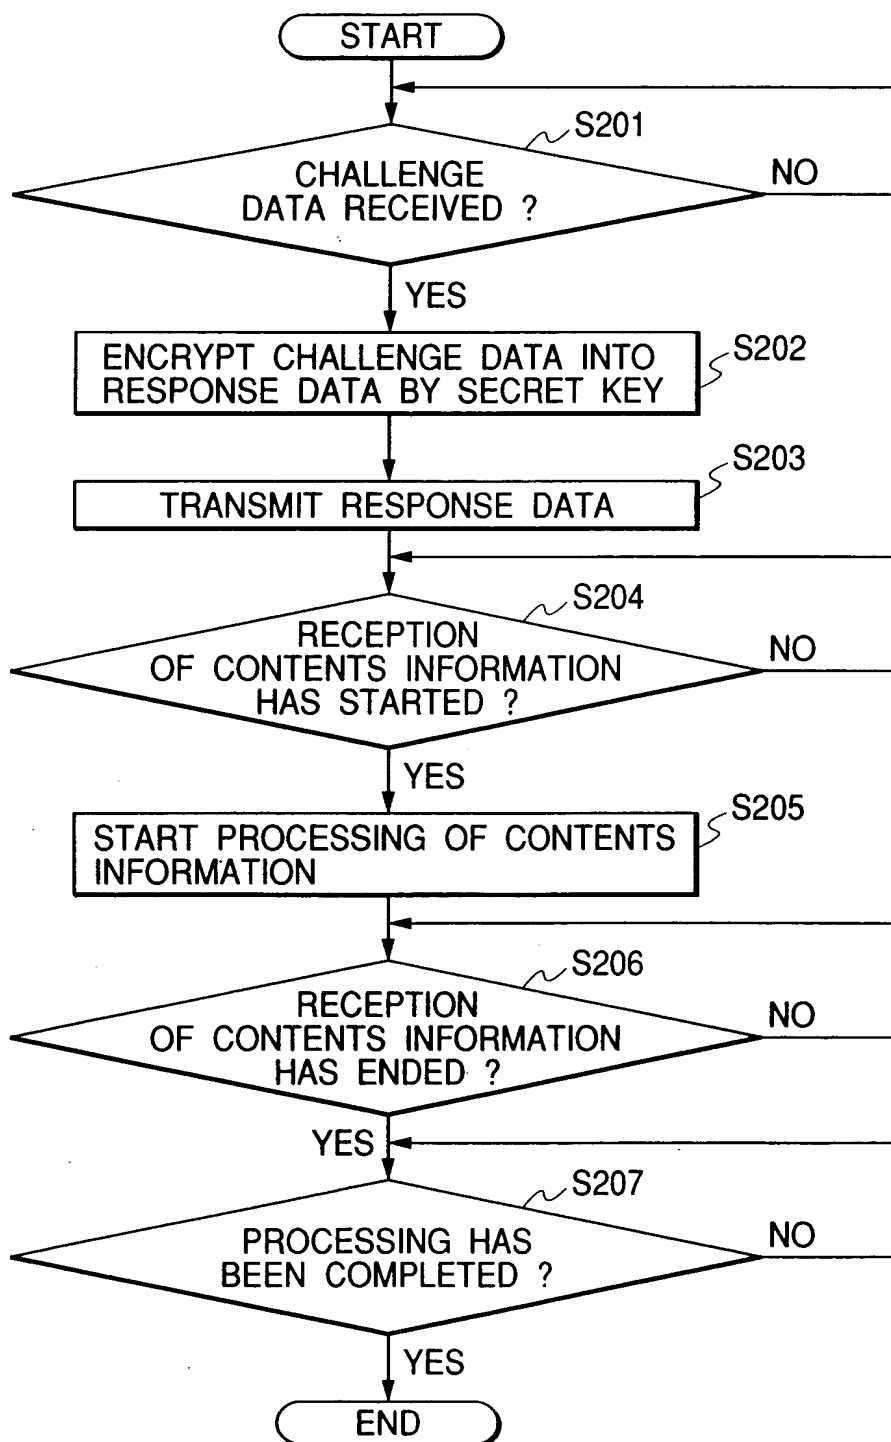 START
S201
CHALLENGE
DATA RECEIVED ?
NO
YES
ENCRYPT CHALLENGE DATA INTO
RESPONSE DATA BY SECRET KEY
S202
S203
TRANSMIT RESPONSE DATA
S204
RECEPTION
OF CONTENTS INFORMATION
HAS STARTED ?
NO
YES
S205
START PROCESSING OF CONTENTS
INFORMATION
S206
RECEPTION
OF CONTENTS INFORMATION
HAS ENDED ?
NO
YES
S207
PROCESSING HAS
BEEN COMPLETED ?
NO
YES
END